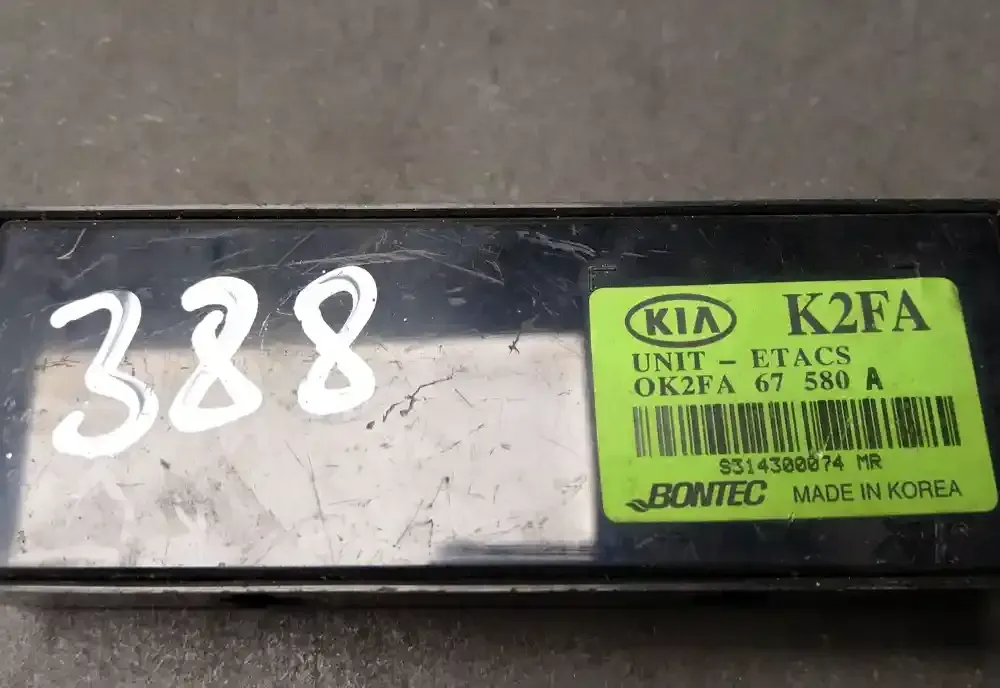 388
KIA K2FA
UNIT - ETACS
OK2FA 67 580 A
S314300074 MR
BONTEC MADE IN KOREA